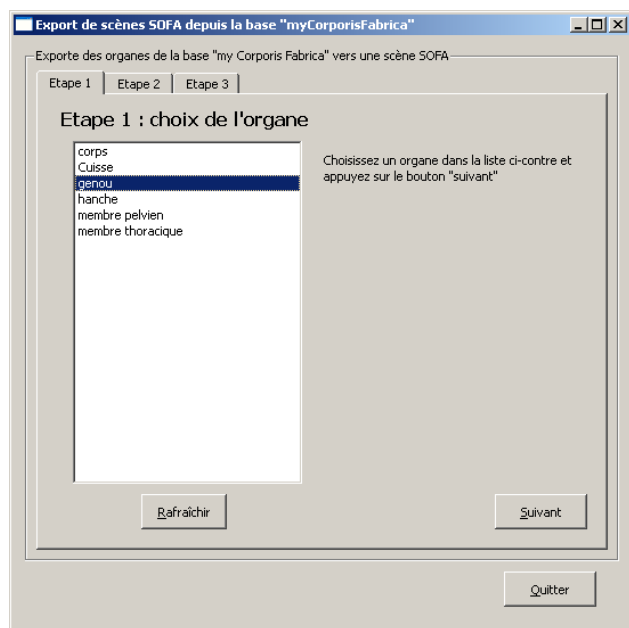 Export de scènes SOFA depuis la base "myCorporisFabrica"
Exporte des organes de la base "my Corporis Fabrica" vers une scène SOFA
Etape 1
Etape 2
Etape 3
Etape 1 : choix de l'organe
corps
Cuisse
genou
hanche
membre pelvien
membre thoracique
Choisissez un organe dans la liste ci-contre et
appuyez sur le bouton "suivant"
Rafraîchir
Suivant
Quitter